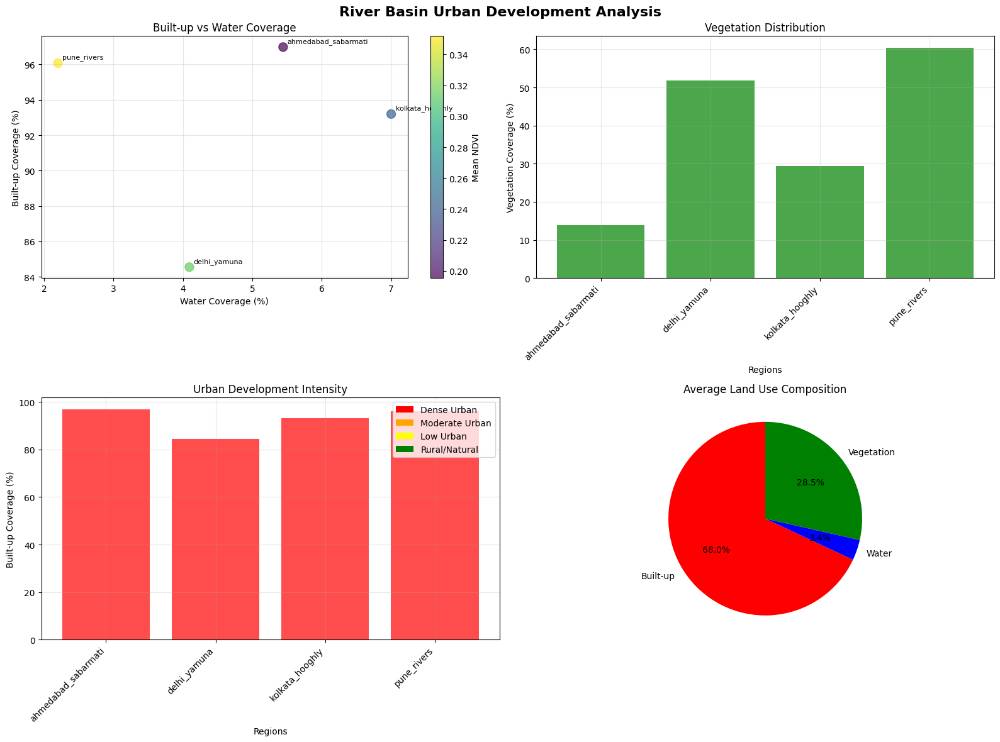 River Basin Urban Development Analysis
Built-up vs Water Coverage
Built-up Coverage (%)
96
94
92
90
88
86
84
pune_rivers
ahmedabad_sabarmati
kolkata_hooghly
delhi_yamuna
2
3
4
5
6
7
Water Coverage (%)
0.34
0.32
0.30
0.28
0.26
0.24
0.22
0.20
Mean NDVI
Vegetation Distribution
Vegetation Coverage (%)
60
50
40
30
20
10
0
ahmedabad_sabarmati
delhi_yamuna
kolkata_hooghly
pune_rivers
Regions
Urban Development Intensity
Built-up Coverage (%)
100
80
60
40
20
0
Dense Urban
Moderate Urban
Low Urban
Rural/Natural
ahmedabad_sabarmati
delhi_yamuna
kolkata_hooghly
pune_rivers
Regions
Average Land Use Composition
Vegetation
28.5%
3.4%
Water
68.0%
Built-up